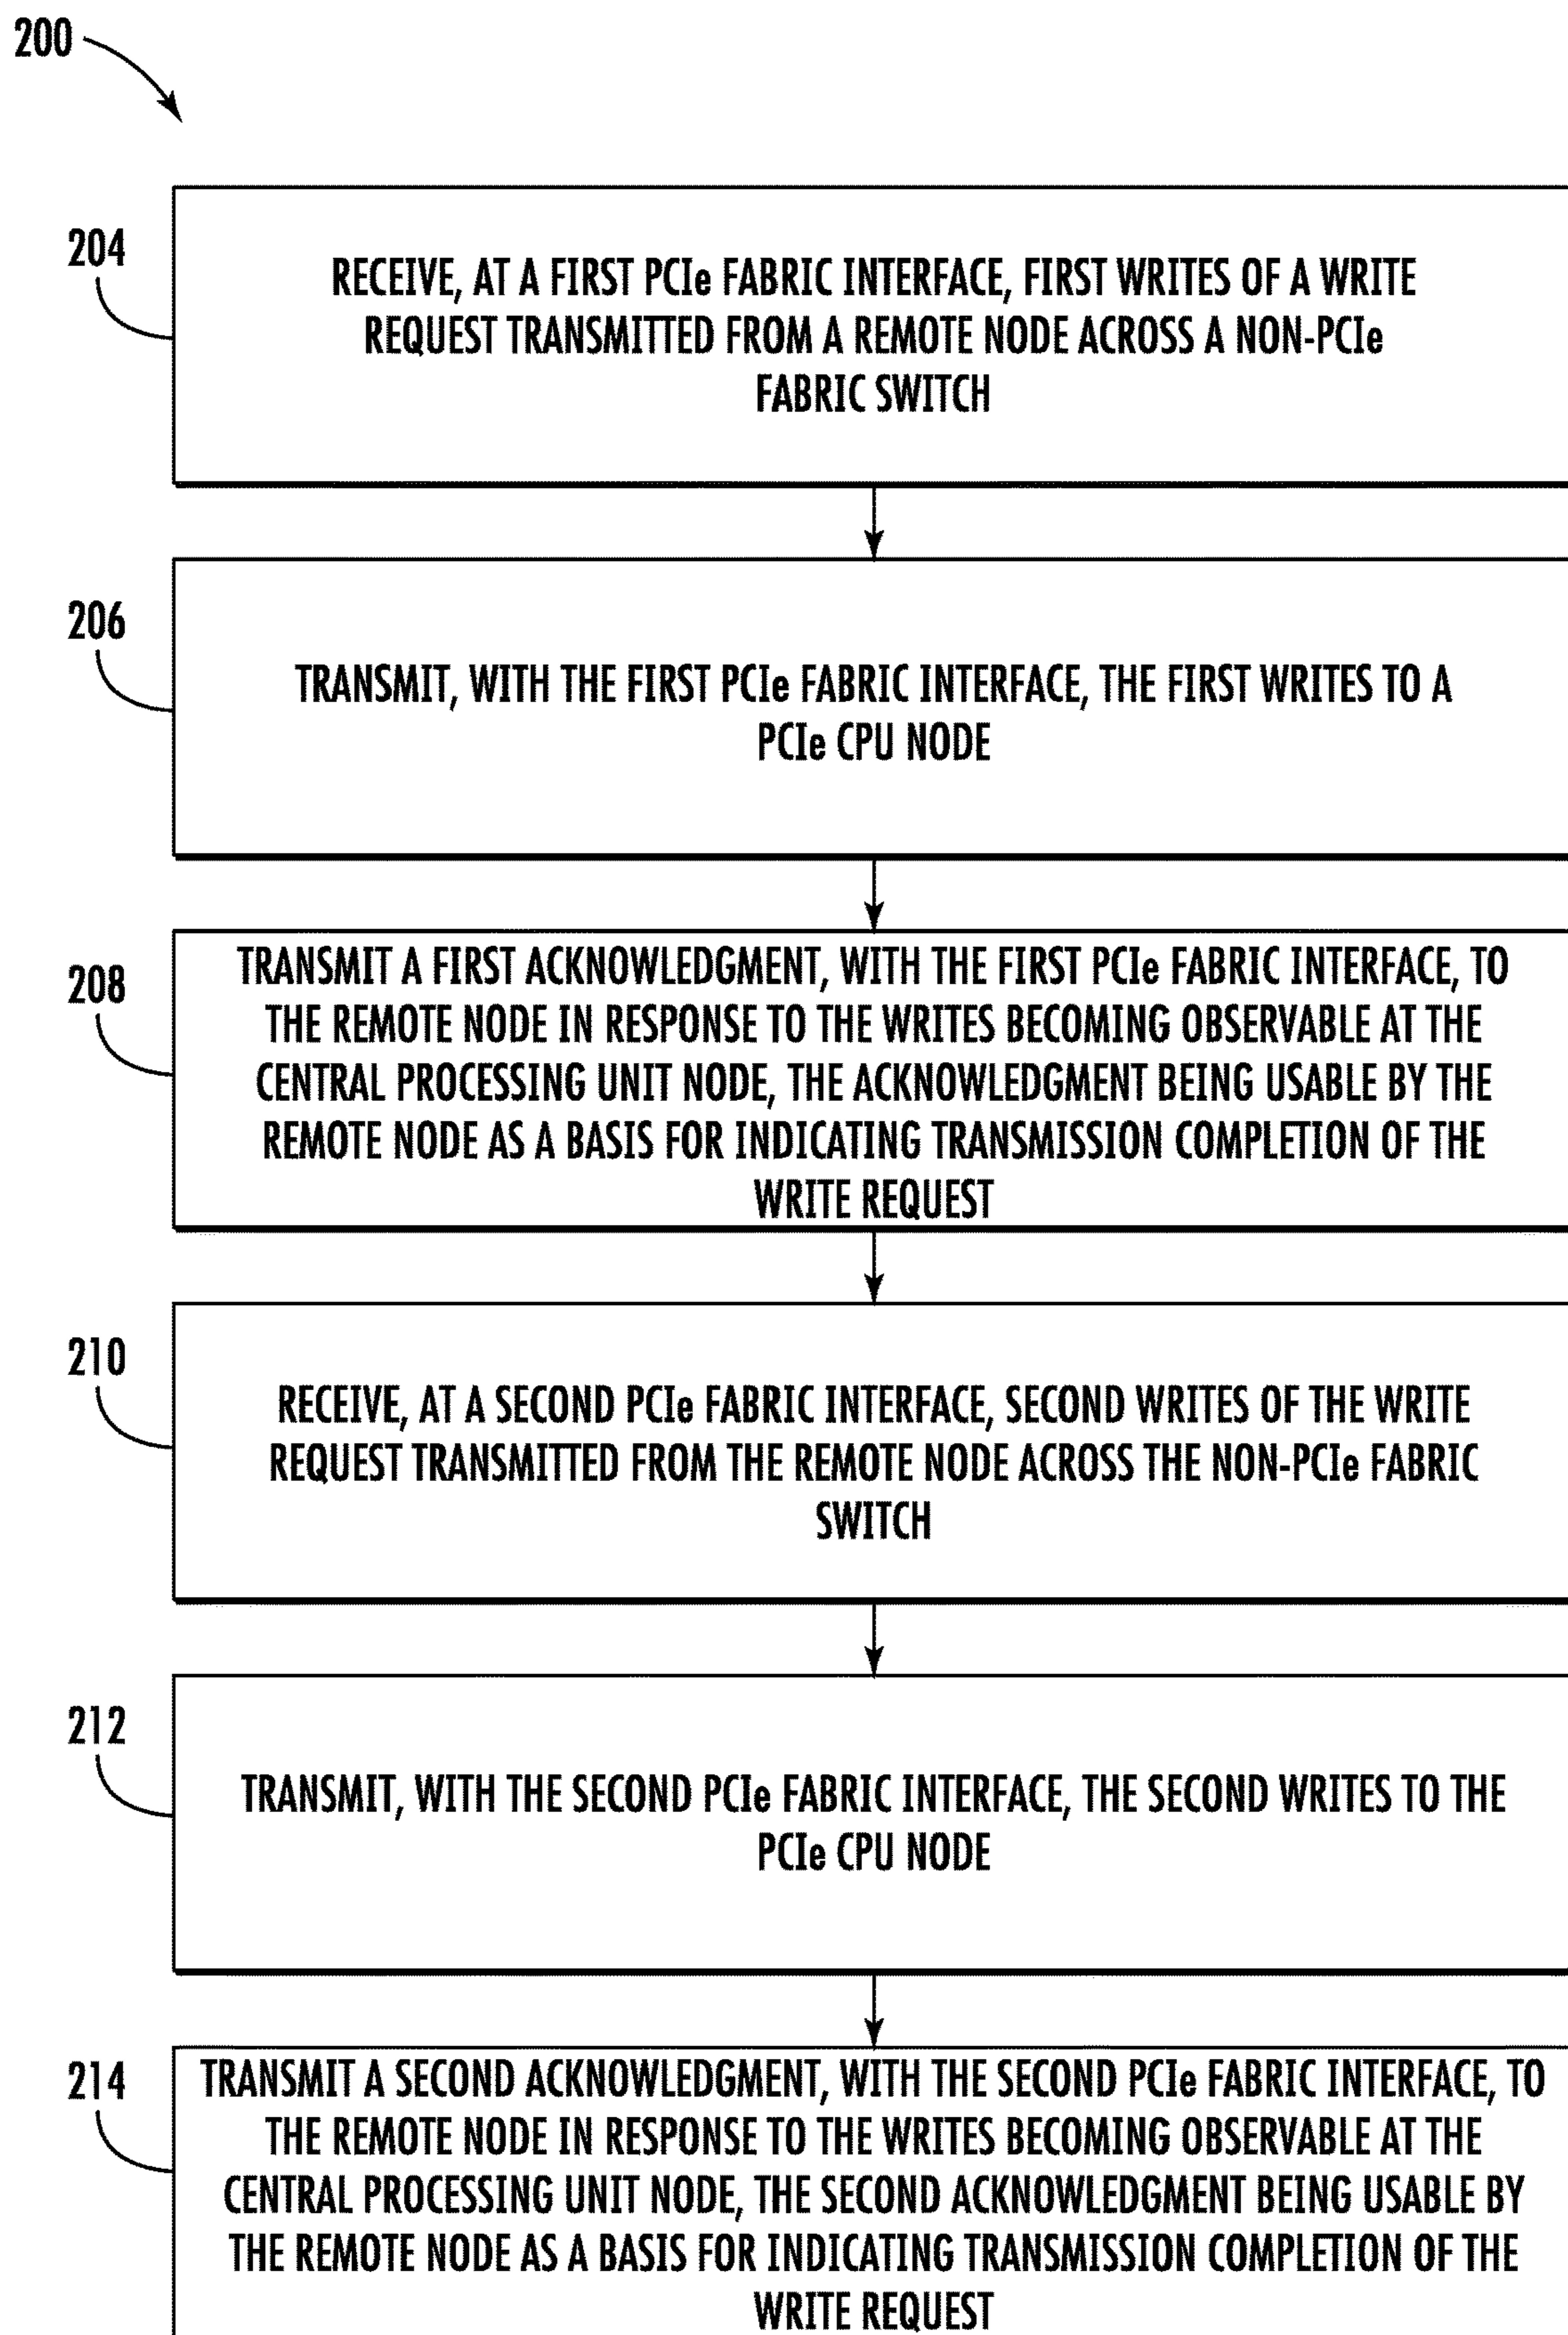 200
204
RECEIVE, AT A FIRST PCIe FABRIC INTERFACE, FIRST WRITES OF A WRITE
REQUEST TRANSMITTED FROM A REMOTE NODE ACROSS A NON-PCIe
FABRIC SWITCH
206
TRANSMIT, WITH THE FIRST PCIe FABRIC INTERFACE, THE FIRST WRITES TO A
PCIe CPU NODE
208
TRANSMIT A FIRST ACKNOWLEDGMENT, WITH THE FIRST PCIe FABRIC INTERFACE, TO
THE REMOTE NODE IN RESPONSE TO THE WRITES BECOMING OBSERVABLE AT THE
CENTRAL PROCESSING UNIT NODE, THE ACKNOWLEDGMENT BEING USABLE BY THE
REMOTE NODE AS A BASIS FOR INDICATING TRANSMISSION COMPLETION OF THE
WRITE REQUEST
210
RECEIVE, AT A SECOND PCIe FABRIC INTERFACE, SECOND WRITES OF THE WRITE
REQUEST TRANSMITTED FROM THE REMOTE NODE ACROSS THE NON-PCIe FABRIC
SWITCH
212
TRANSMIT, WITH THE SECOND PCIe FABRIC INTERFACE, THE SECOND WRITES TO THE
PCIe CPU NODE
214
TRANSMIT A SECOND ACKNOWLEDGMENT, WITH THE SECOND PCIe FABRIC INTERFACE, TO
THE REMOTE NODE IN RESPONSE TO THE WRITES BECOMING OBSERVABLE AT THE
CENTRAL PROCESSING UNIT NODE, THE SECOND ACKNOWLEDGMENT BEING USABLE BY
THE REMOTE NODE AS A BASIS FOR INDICATING TRANSMISSION COMPLETION OF THE
WRITE REQUEST